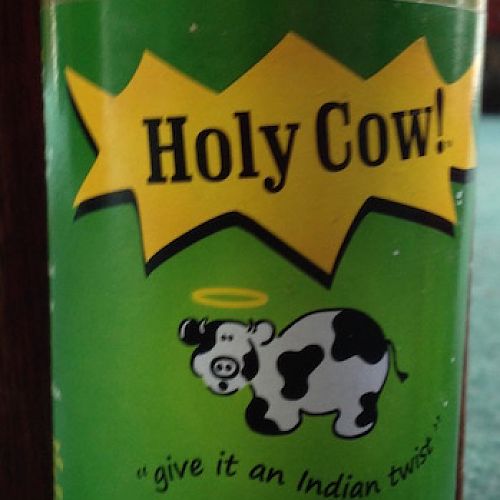 Holy Cow!
"give it an Indian twist"